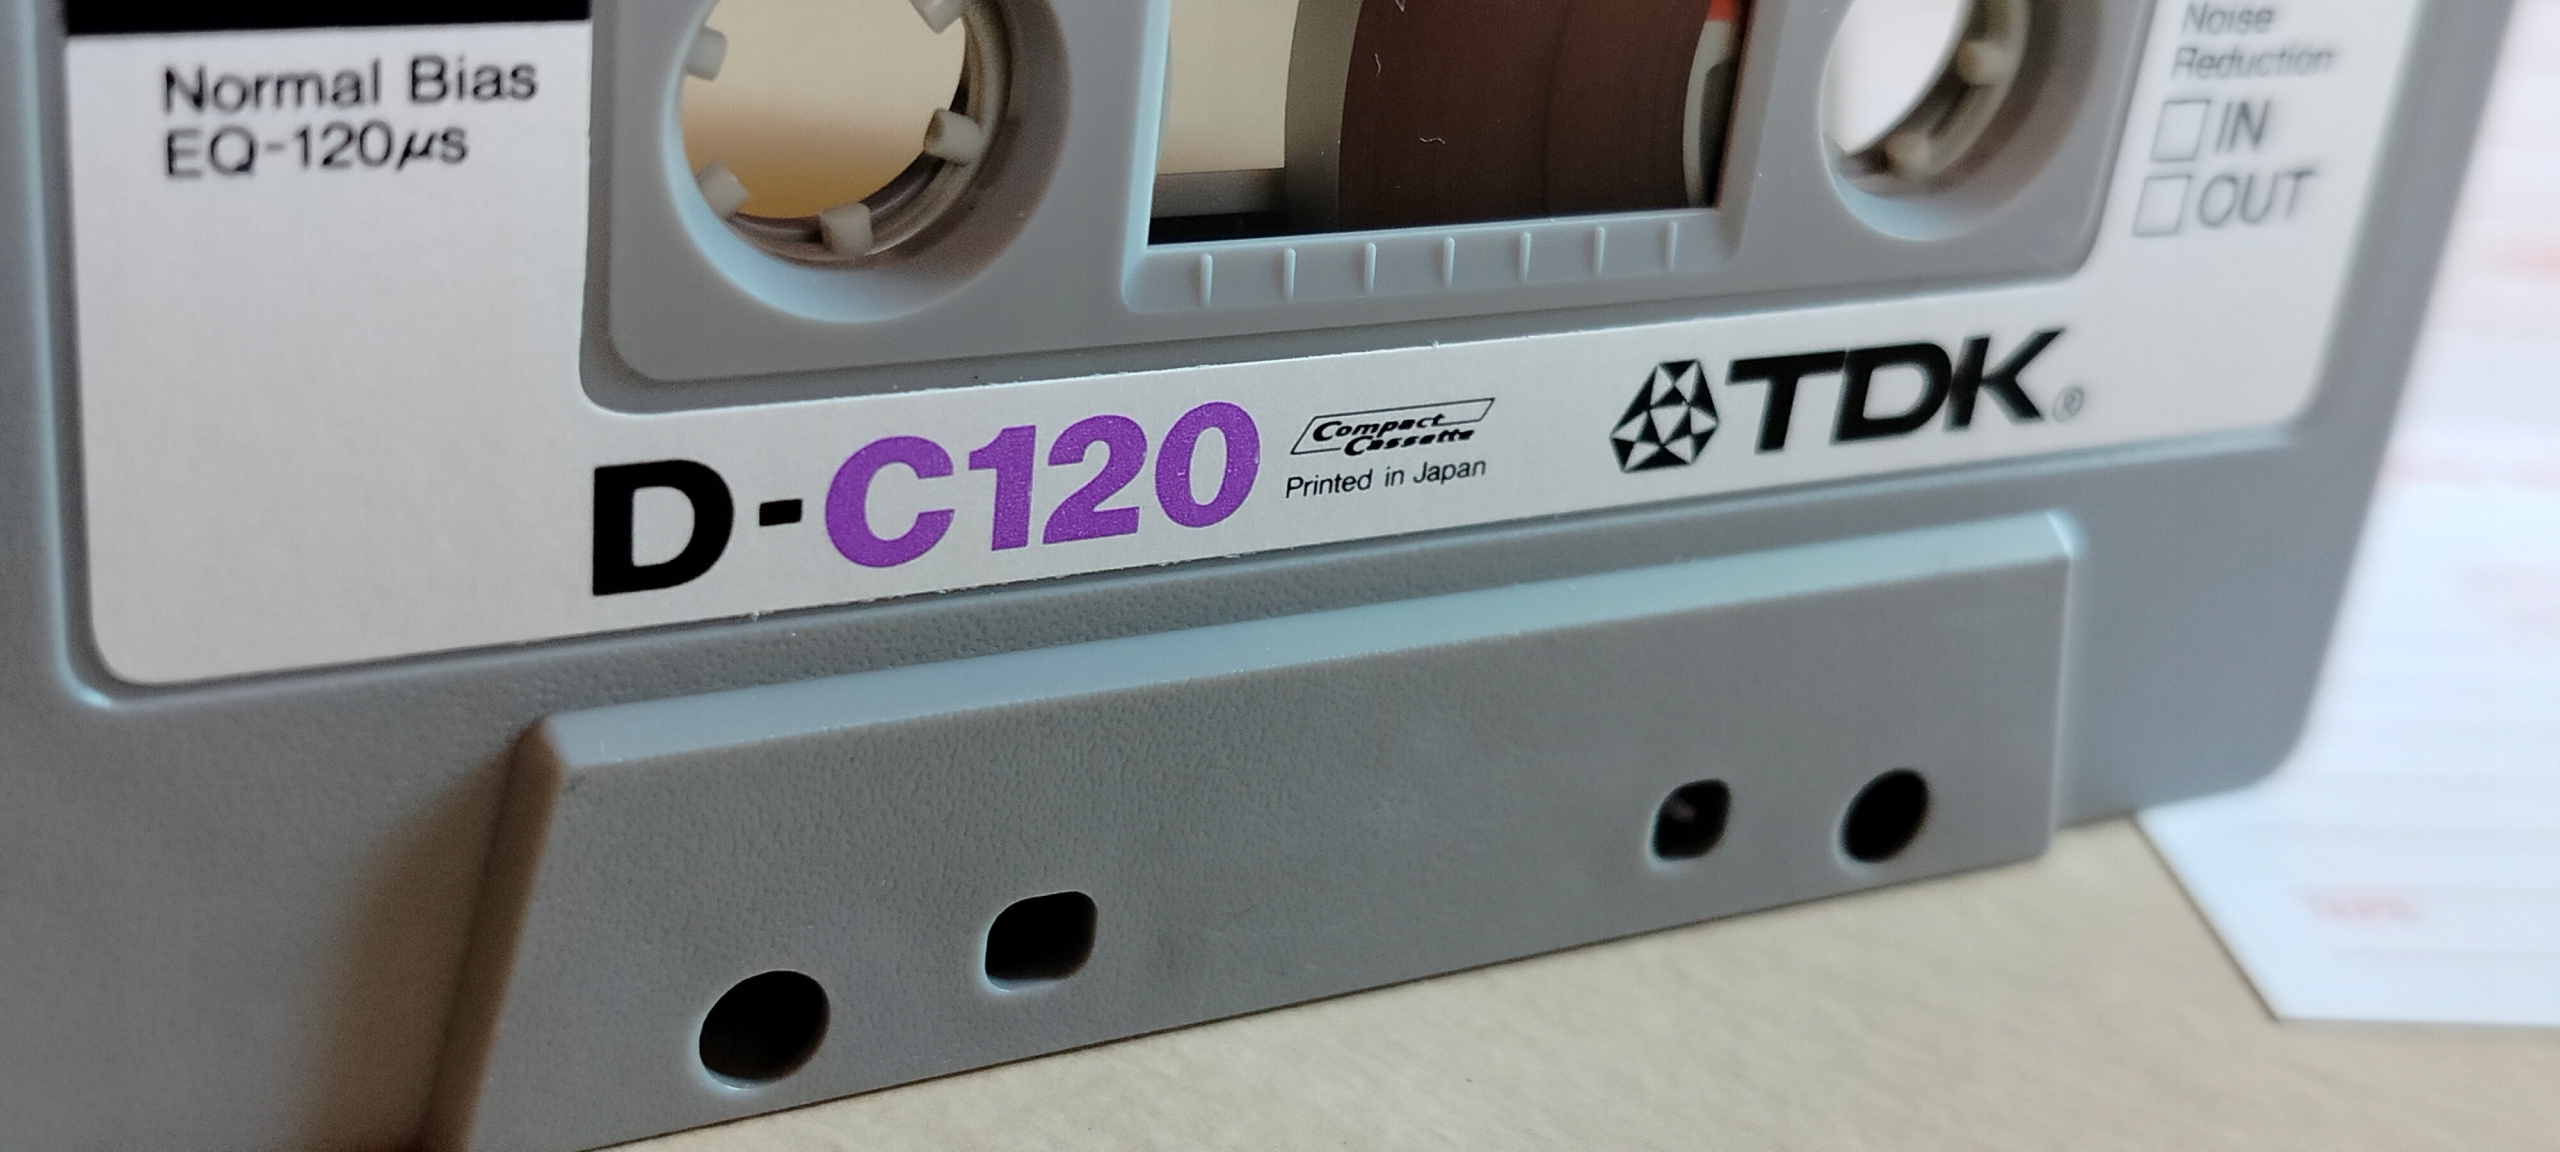 Normal Bias
EQ-120μs
Noise
Reduction
IN
OUT
D-C120
Compact
Cassette
Printed in Japan
TDK®